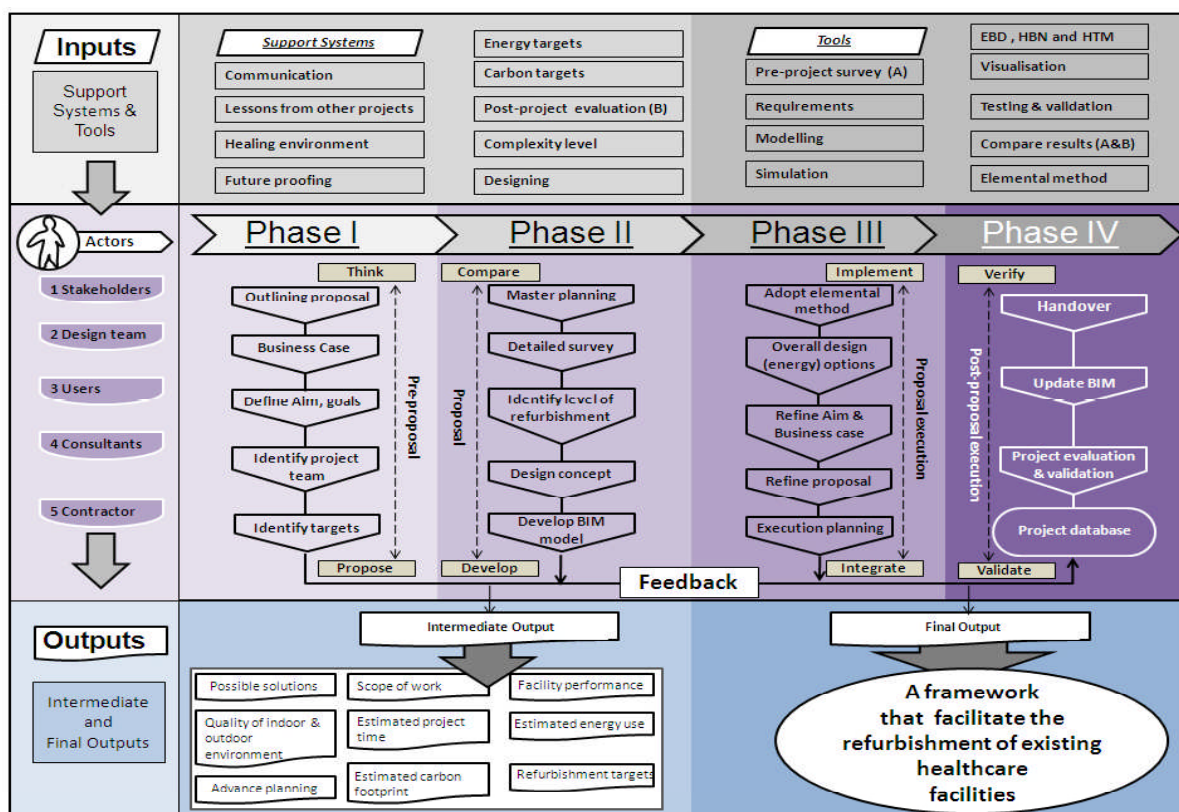 Inputs
Support
Systems &
Tools
Support Systems
Communication
Lessons from other projects
Healing environment
Future proofing
Energy targets
Carbon targets
Post-project evaluation (B)
Complexity level
Designing
Tools
Pre-project survey (A)
Requirements
Modelling
Simulation
EBD , HBN and HTM
Visualisation
Testing & validation
Compare results (A&B)
Elemental method
Actors
1 Stakeholders
2 Design team
3 Users
4 Consultants
5 Contractor
Phase I
Think
Outlining proposal
Business Case
Define Aim, goals
Identify project
team
Identify targets
Pre-proposal
Propose
Phase II
Compare
Master planning
Detailed survey
Identify level of
refurbishment
Design concept
Develop BIM
model
Proposal
Develop
Phase III
Implement
Adopt elemental
method
Overall design
(energy) options
Refine Aim &
Business case
Refine proposal
Execution planning
Proposal execution
Integrate
Phase IV
Verify
Handover
Update BIM
Project evaluation
& validation
Project database
Post-proposal execution
Validate
Feedback
Outputs
Intermediate
and
Final Outputs
Intermediate Output
Possible solutions
Scope of work
Facility performance
Quality of indoor &
outdoor
environment
Estimated project
time
Estimated energy use
Advance planning
Estimated carbon
footprint
Refurbishment targets
Final Output
A framework
that facilitate the
refurbishment of existing
healthcare
facilities